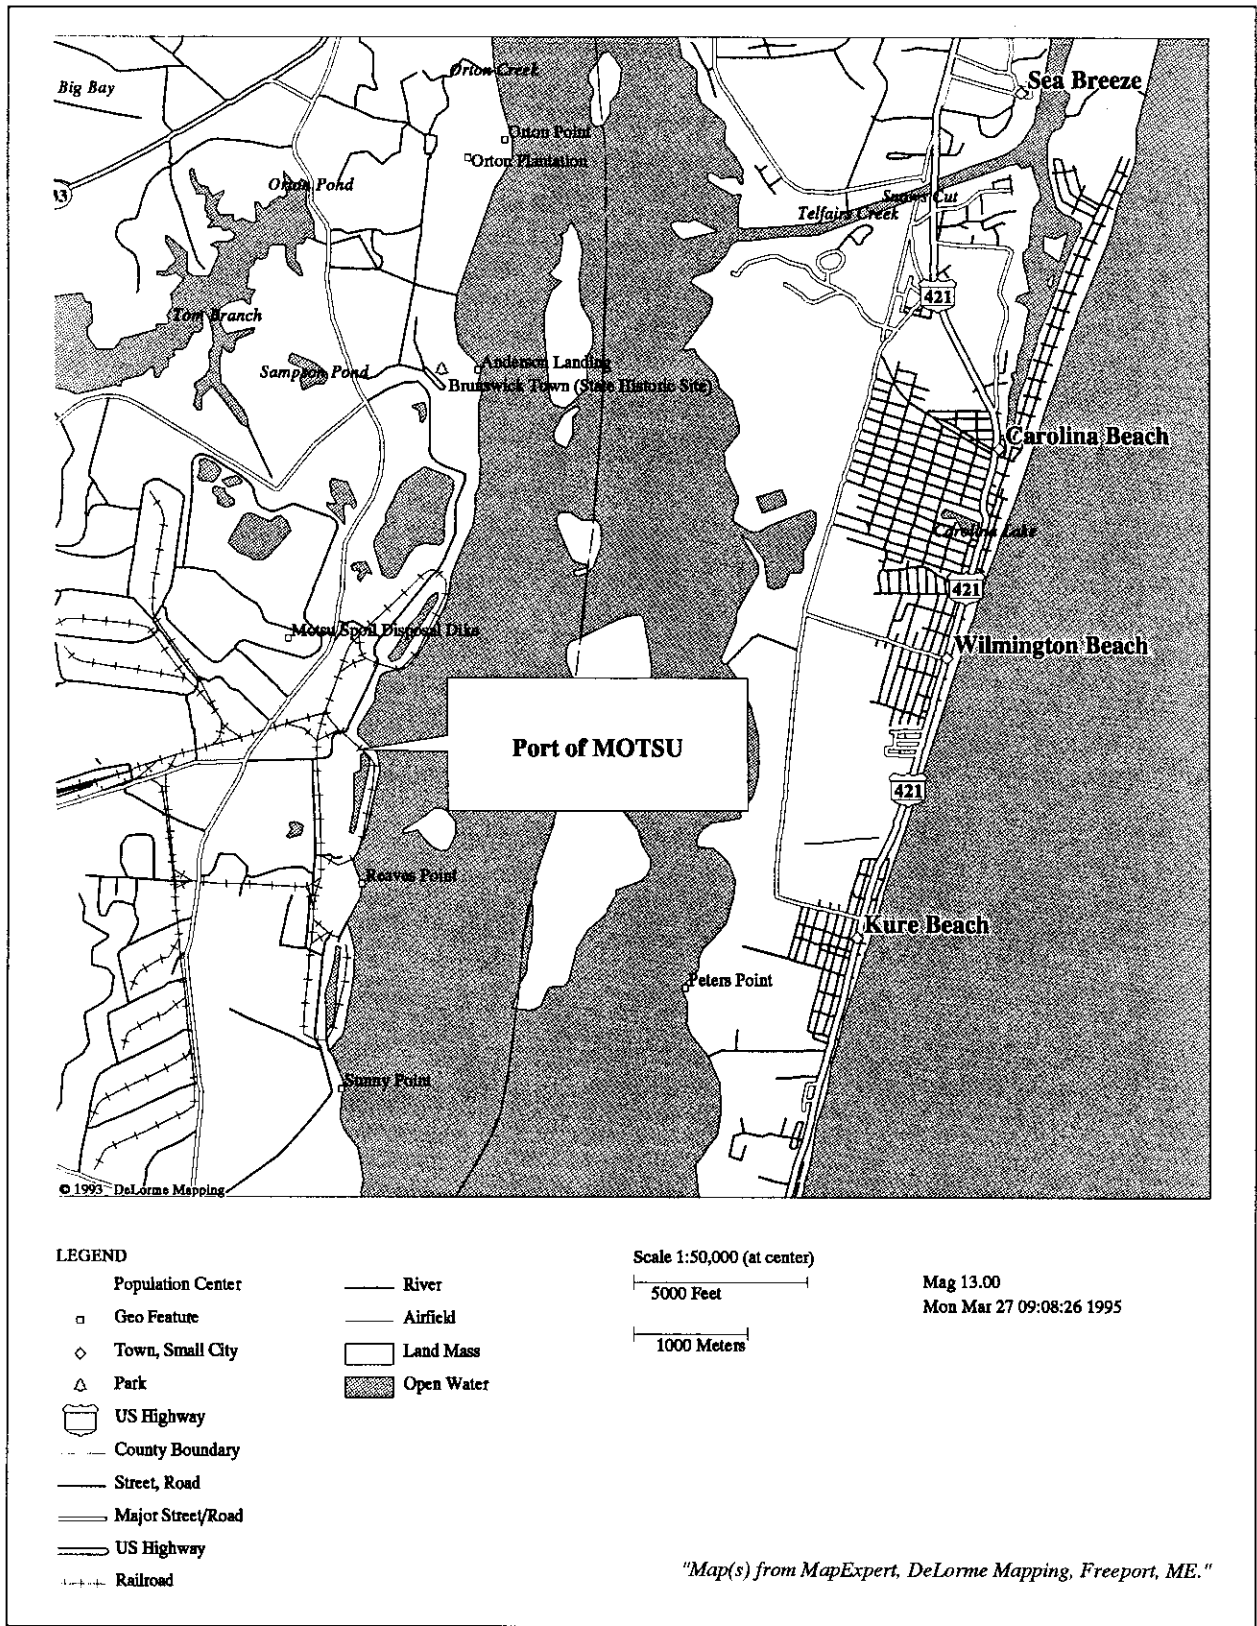 Orton Creek
Sea Breeze
Big Bay
Orton Point
Orton Plantation
Orton Pond
33
Snows Cut
Telfairs Creek
421
Tom Branch
Anderson Landing
Sampson Pond
Brunswick Town (State Historic Site)
Carolina Beach
Carolina Lake
421
Motsu Spoil Disposal Dike
Wilmington Beach
Port of MOTSU
421
Reaves Point
Kure Beach
Peters Point
Sunny Point
© 1993 DeLorme Mapping
LEGEND
Population Center
Geo Feature
Town, Small City
Park
US Highway
County Boundary
Street, Road
Major Street/Road
US Highway
Railroad
River
Airfield
Land Mass
Open Water
Scale 1:50,000 (at center)
5000 Feet
1000 Meters
Mag 13.00
Mon Mar 27 09:08:26 1995
"Map(s) from MapExpert, DeLorme Mapping, Freeport, ME."